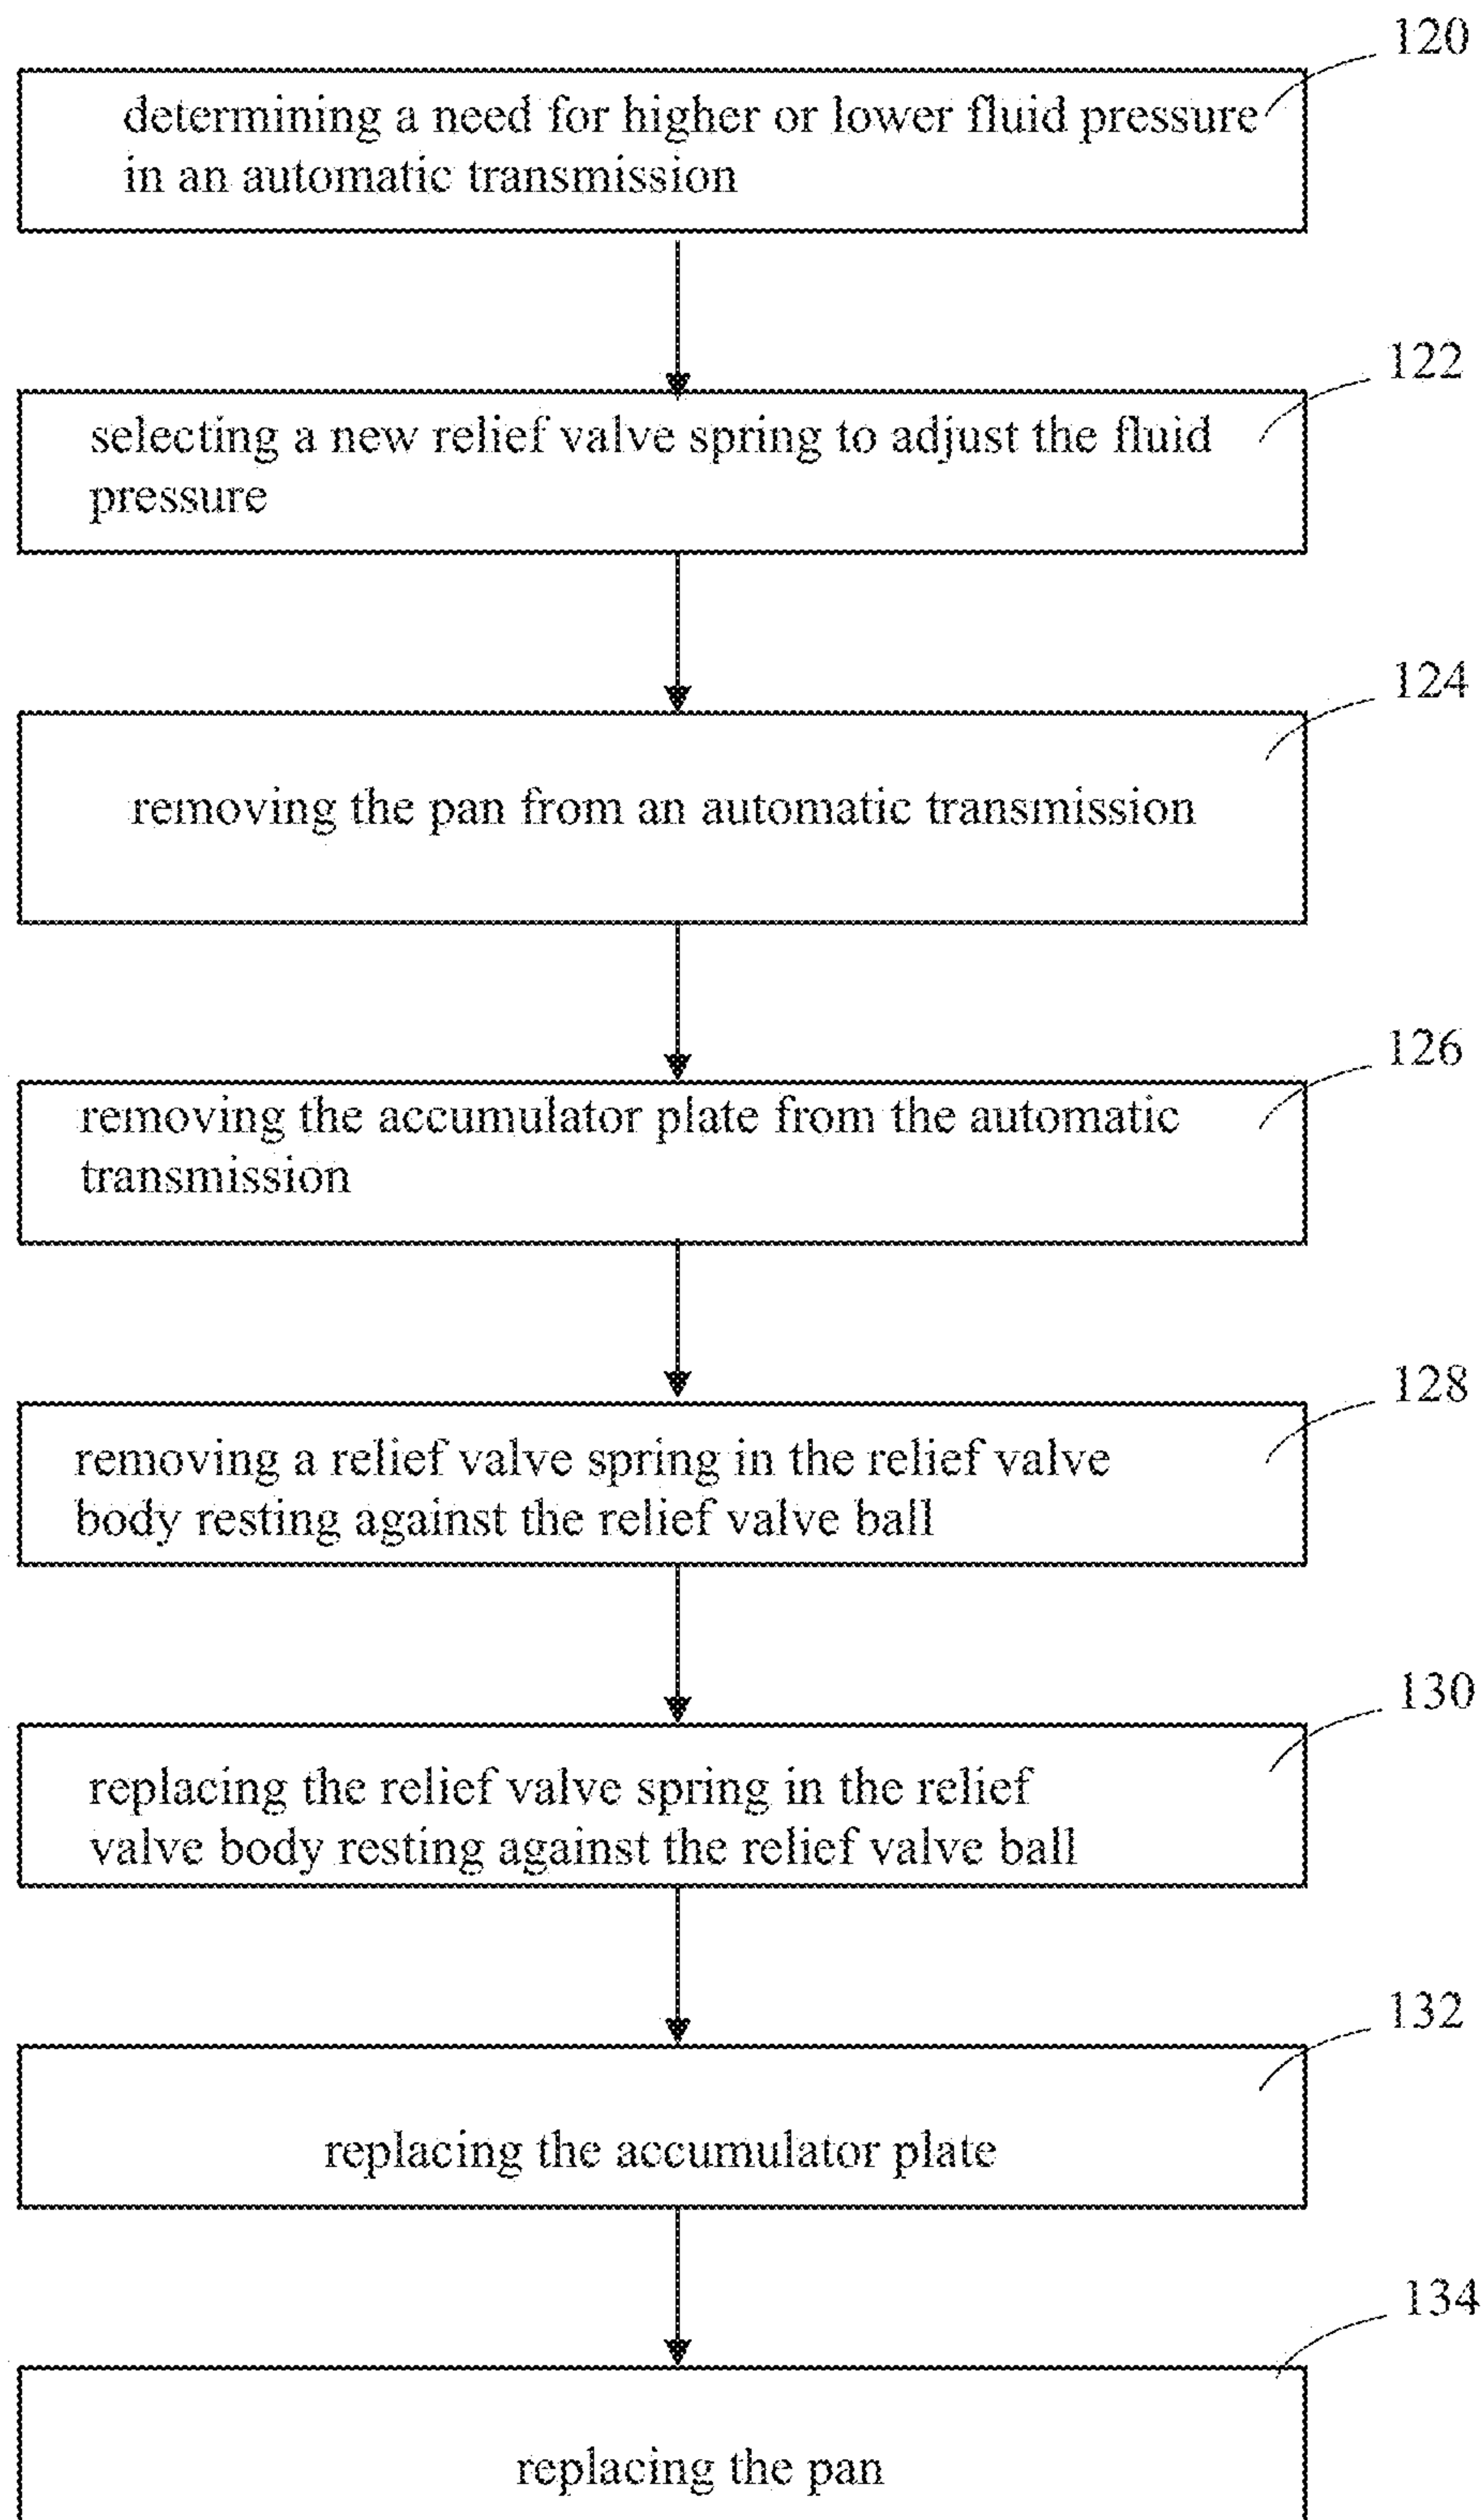 120
determining a need for higher or lower fluid pressure
in an automatic transmission
122
selecting a new relief valve spring to adjust the fluid
pressure
124
removing the pan from an automatic transmission
126
removing the accumulator plate from the automatic
transmission
128
removing a relief valve spring in the relief valve
body resting against the relief valve ball
130
replacing the relief valve spring in the relief
valve body resting against the relief valve ball
132
replacing the accumulator plate
134
replacing the pan